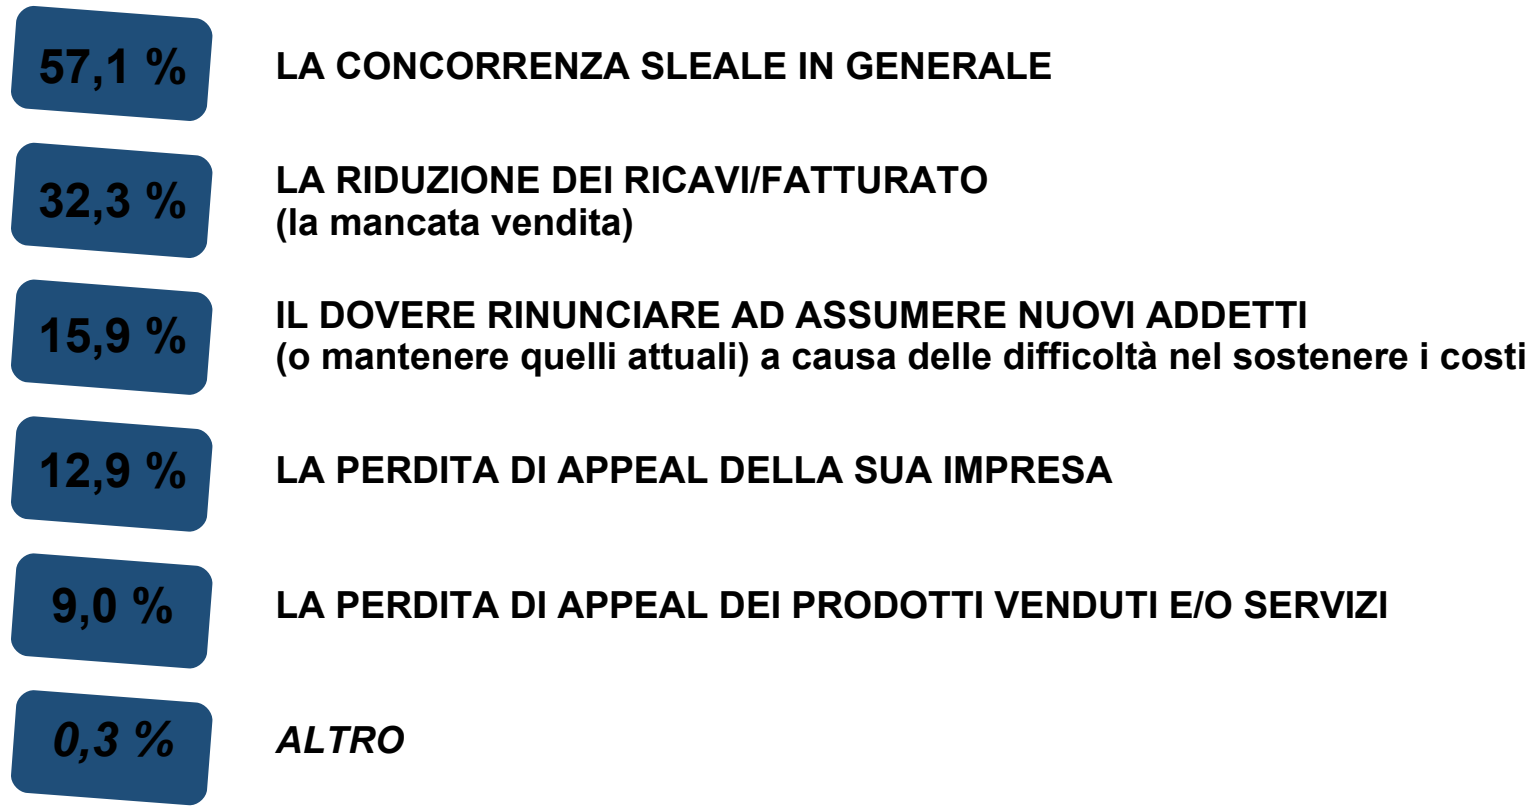 57,1 %
LA CONCORRENZA SLEALE IN GENERALE
32,3 %
LA RIDUZIONE DEI RICAVI/FATTURATO
(la mancata vendita)
15,9 %
IL DOVERE RINUNCIARE AD ASSUMERE NUOVI ADDETTI
(o mantenere quelli attuali) a causa delle difficoltà nel sostenere i costi
12,9 %
LA PERDITA DI APPEAL DELLA SUA IMPRESA
9,0 %
LA PERDITA DI APPEAL DEI PRODOTTI VENDUTI E/O SERVIZI
0,3 %
ALTRO